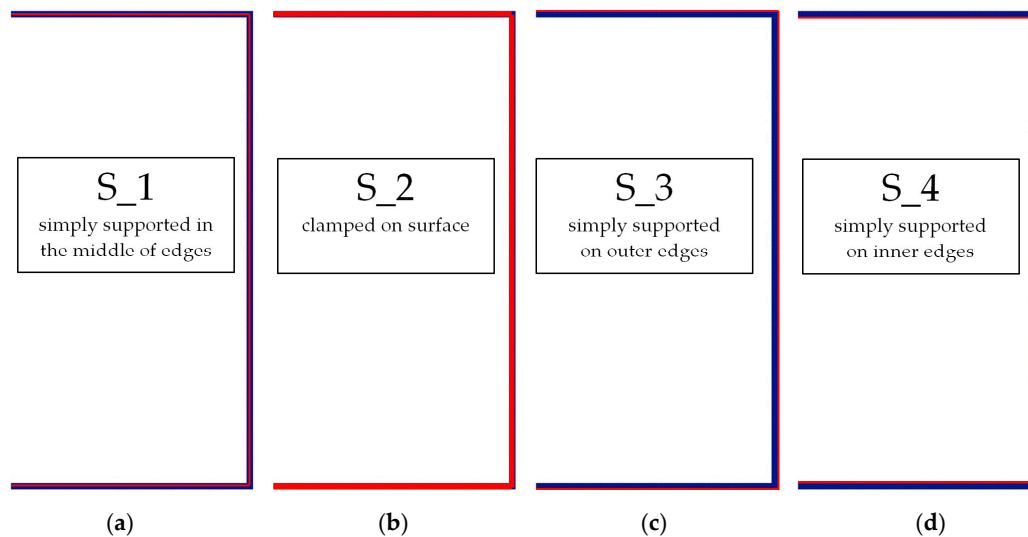 S_1
simply supported in
the middle of edges
S_2
clamped on surface
S_3
simply supported
on outer edges
S_4
simply supported
on inner edges
(a)
(b)
(c)
(d)